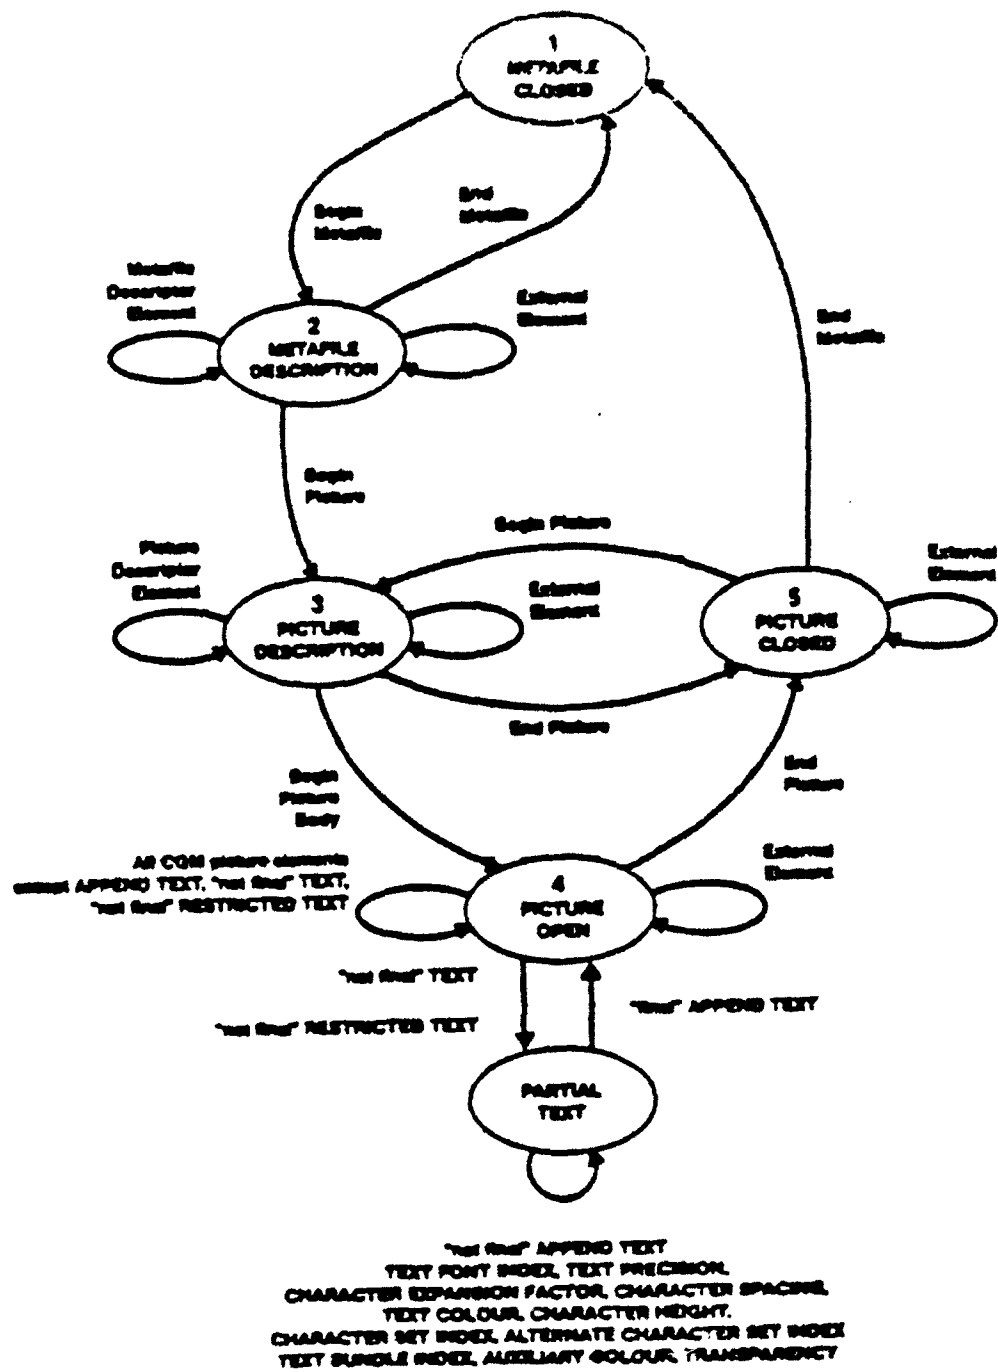 1
METAFILE
CLOSED
Begin
Metafile
End
Metafile
Metafile
Descriptor
Element
External
Element
2
METAFILE
DESCRIPTION
End
Metafile
Begin
Picture
Begin Picture
Picture
Descriptor
Element
External
Element
External
Element
3
PICTURE
DESCRIPTION
5
PICTURE
CLOSED
End Picture
Begin
Picture
Body
End
Picture
All CGM picture elements
except APPEND TEXT, "not final" TEXT,
"not final" RESTRICTED TEXT
External
Element
4
PICTURE
OPEN
"not final" TEXT
"not final" RESTRICTED TEXT
"final" APPEND TEXT
PARTIAL
TEXT
"not final" APPEND TEXT
TEXT FONT INDEX, TEXT PRECISION,
CHARACTER EXPANSION FACTOR, CHARACTER SPACING,
TEXT COLOUR, CHARACTER HEIGHT,
CHARACTER SET INDEX, ALTERNATE CHARACTER SET INDEX
TEXT BUNDLE INDEX, AUXILIARY COLOUR, TRANSPARENCY